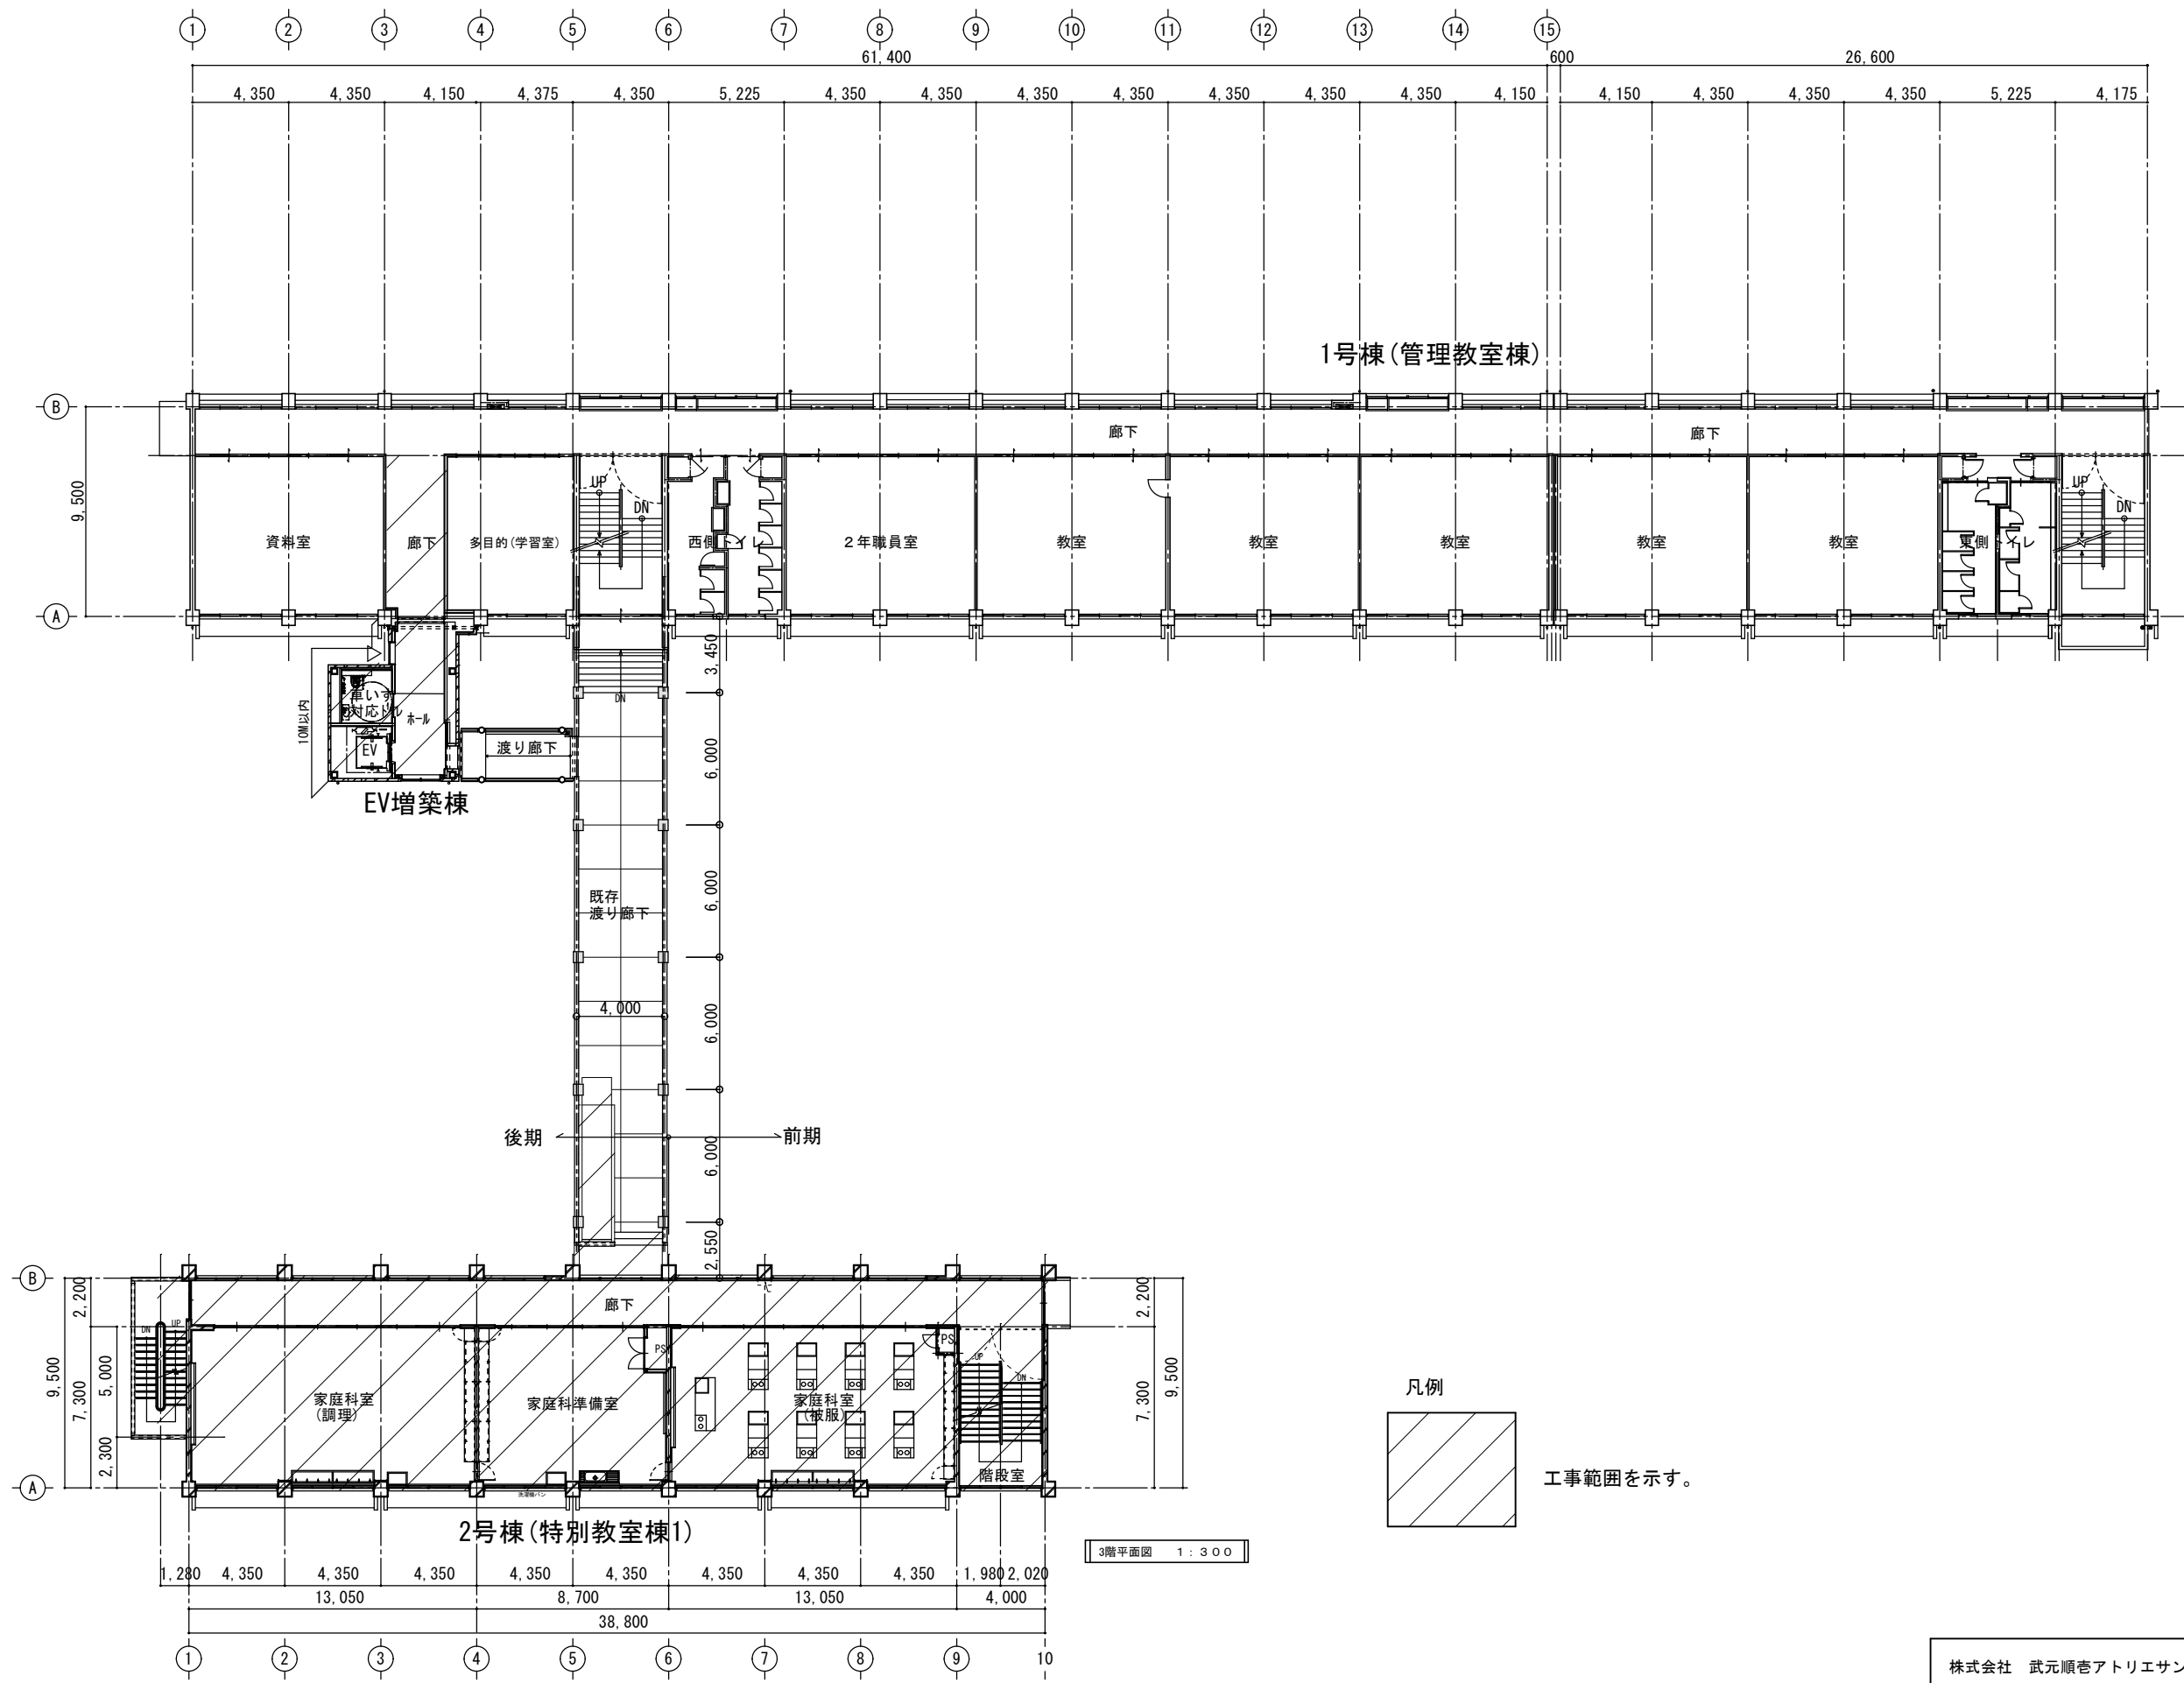 1 2 3 4 5 6 7 8 9 10 11 12 13 14 15
61,400 600 26,600
4,350 4,350 4,150 4,375 4,350 5,225 4,350 4,350 4,350 4,350 4,350 4,350 4,350 4,150 4,150 4,350 4,350 4,350 5,225 4,175
1号棟(管理教室棟)
B
廊下 廊下
9,500
UP DN UP DN
資料室 廊下 多目的(学習室) 西側トイレ 2年職員室 教室 教室 教室 教室 教室 東側トイレ
A
3,450
DN
車いす
対応トイレ
ホール
10M以内
EV
渡り廊下
6,000
EV増築棟
既存
渡り廊下
6,000
4,000
6,000
後期 前期
6,000
2,550
B
2,200 廊下 2,200
DN UP PS PS UP DN
9,500 7,300 5,000 2,300
家庭科室
(調理)
家庭科準備室
家庭科室
(被服)
7,300 9,500
階段室
A
洗濯機パン
2号棟(特別教室棟1)
凡例
工事範囲を示す。
3階平面図 1:300
1,280 4,350 4,350 4,350 4,350 4,350 4,350 4,350 4,350 1,980 2,020
13,050 8,700 13,050 4,000
38,800
1 2 3 4 5 6 7 8 9 10
株式会社 武元順壱アトリエサン